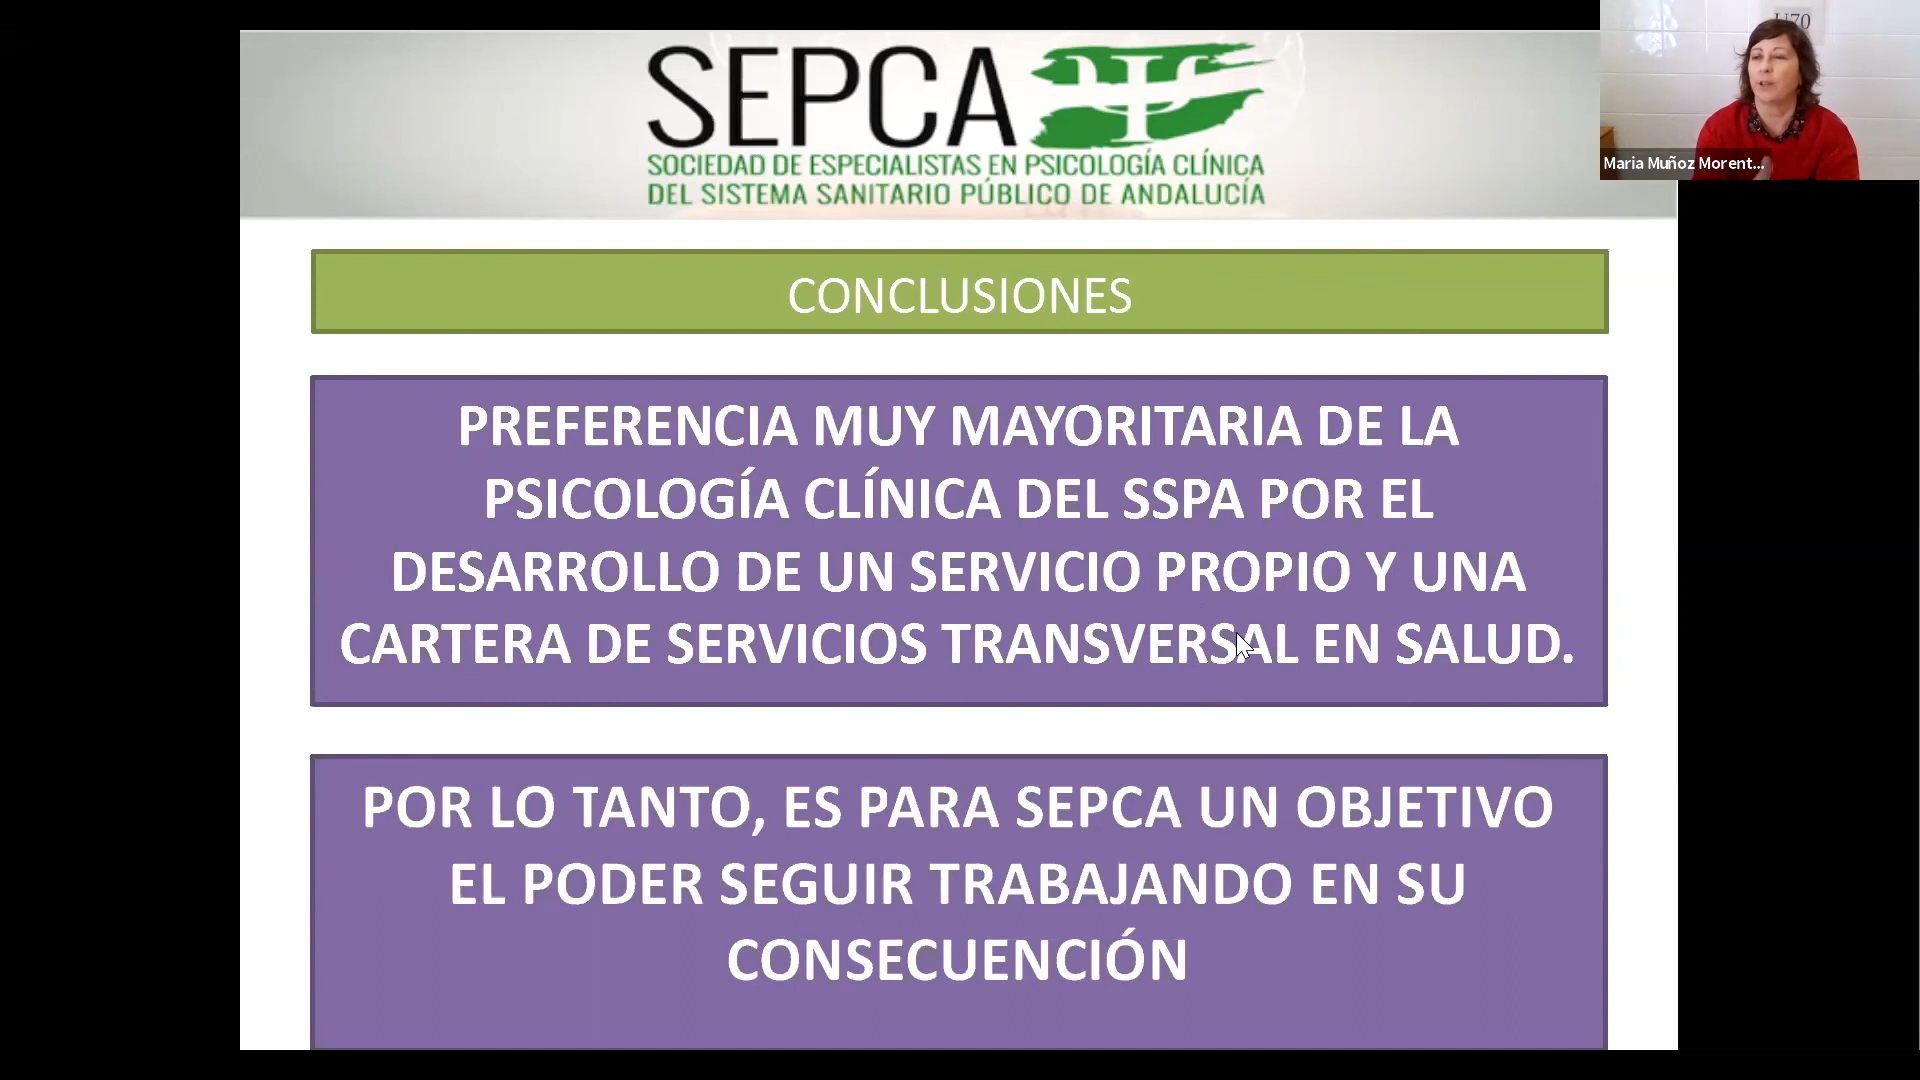 SEPCA
SOCIEDAD DE ESPECIALISTAS EN PSICOLOGÍA CLÍNICA
DEL SISTEMA SANITARIO PÚBLICO DE ANDALUCÍA
U70
Maria Muñoz Morent...
CONCLUSIONES
PREFERENCIA MUY MAYORITARIA DE LA
PSICOLOGÍA CLÍNICA DEL SSPA POR EL
DESARROLLO DE UN SERVICIO PROPIO Y UNA
CARTERA DE SERVICIOS TRANSVERSAL EN SALUD.
POR LO TANTO, ES PARA SEPCA UN OBJETIVO
EL PODER SEGUIR TRABAJANDO EN SU
CONSECUENCIÓN